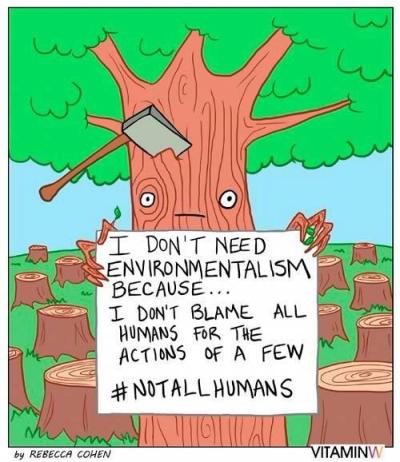 I DON'T NEED
ENVIRONMENTALISM
BECAUSE...
I DON'T BLAME ALL
HUMANS FOR THE
ACTIONS OF A FEW
#NOTALLHUMANS
by REBECCA COHEN
VITAMINW